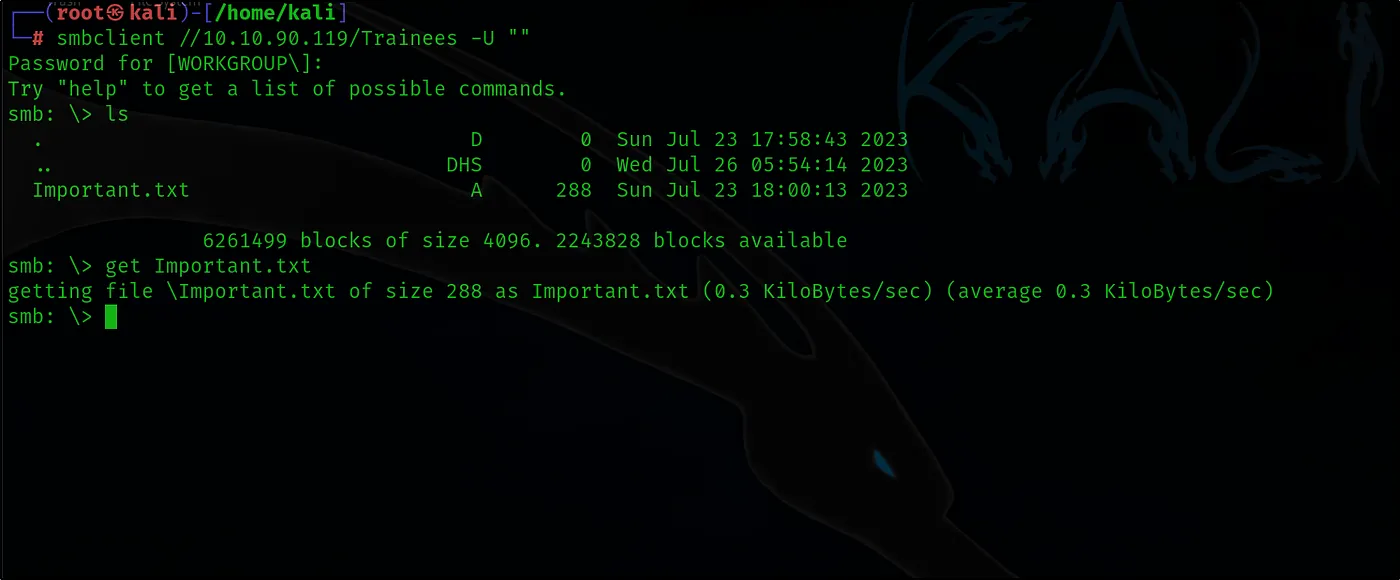 (root㉿kali)-[/home/kali]
# smbclient //10.10.90.119/Trainees -U ""
Password for [WORKGROUP\]:
Try "help" to get a list of possible commands.
smb: \> ls
. D 0 Sun Jul 23 17:58:43 2023
.. DHS 0 Wed Jul 26 05:54:14 2023
Important.txt A 288 Sun Jul 23 18:00:13 2023
6261499 blocks of size 4096. 2243828 blocks available
smb: \> get Important.txt
getting file \Important.txt of size 288 as Important.txt (0.3 KiloBytes/sec) (average 0.3 KiloBytes/sec)
smb: \>
KALI